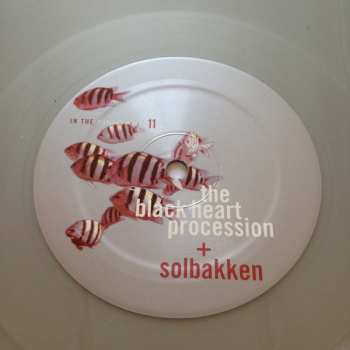 IN THE 11
the
black heart
procession
+
solbakken